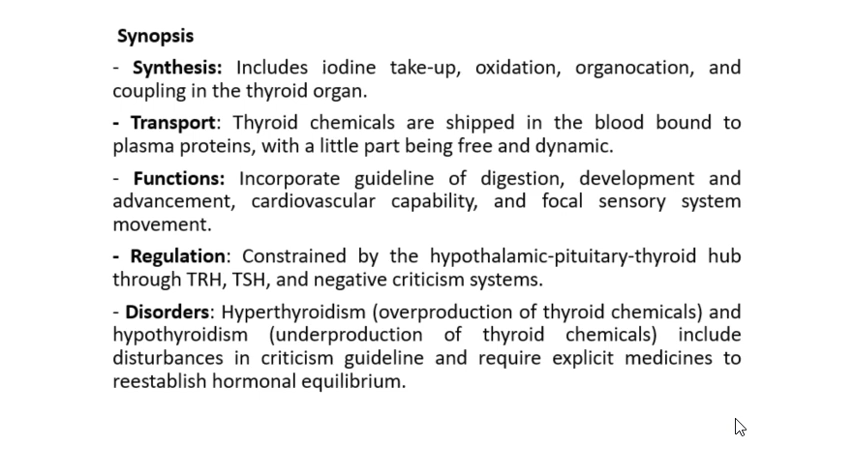 Synopsis
- Synthesis: Includes iodine take-up, oxidation, organocation, and
coupling in the thyroid organ.
- Transport: Thyroid chemicals are shipped in the blood bound to
plasma proteins, with a little part being free and dynamic.
- Functions: Incorporate guideline of digestion, development and
advancement, cardiovascular capability, and focal sensory system
movement.
- Regulation: Constrained by the hypothalamic-pituitary-thyroid hub
through TRH, TSH, and negative criticism systems.
- Disorders: Hyperthyroidism (overproduction of thyroid chemicals) and
hypothyroidism (underproduction of thyroid chemicals) include
disturbances in criticism guideline and require explicit medicines to
reestablish hormonal equilibrium.